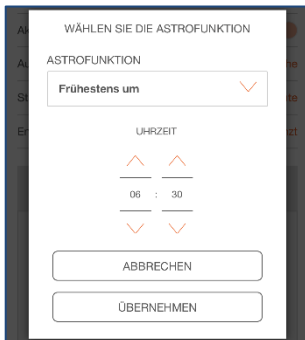 WÄHLEN SIE DIE ASTROFUNKTION
ASTROFUNKTION
Frühestens um
UHRZEIT
06 : 30
ABBRECHEN
ÜBERNEHMEN